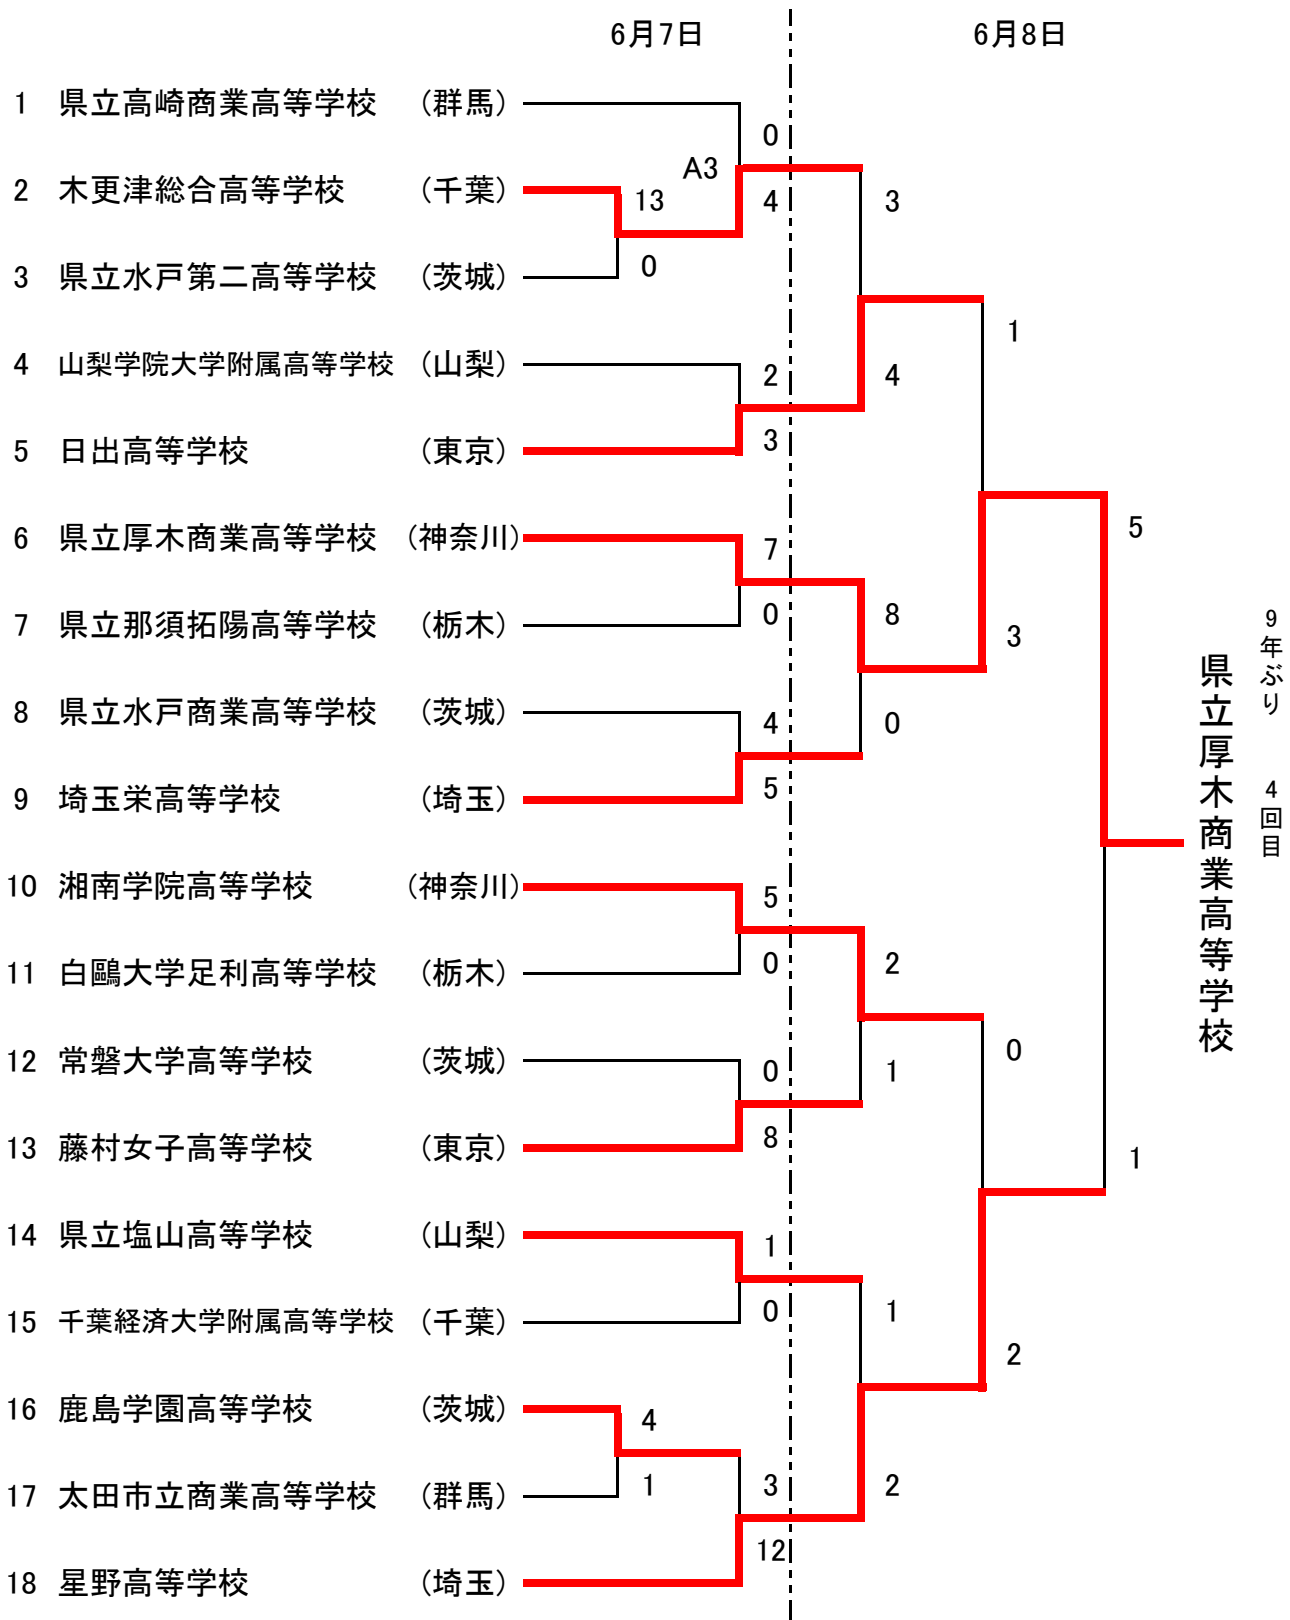 6月7日 6月8日
1 県立高崎商業高等学校 (群馬)
0
A3
2 木更津総合高等学校 (千葉) 13 4 3
3 県立水戸第二高等学校 (茨城) 0
1
4 山梨学院大学附属高等学校 (山梨) 2 4
5 日出高等学校 (東京) 3
5
6 県立厚木商業高等学校 (神奈川) 7
7 県立那須拓陽高等学校 (栃木) 0 8 3
8 県立水戸商業高等学校 (茨城) 4 0
9 埼玉栄高等学校 (埼玉) 5
県立厚木商業高等学校
9年ぶり 4回目
10 湘南学院高等学校 (神奈川) 5
11 白鷗大学足利高等学校 (栃木) 0 2
12 常磐大学高等学校 (茨城) 0 1 0
13 藤村女子高等学校 (東京) 8 1
14 県立塩山高等学校 (山梨) 1
15 千葉経済大学附属高等学校 (千葉) 0 1 2
16 鹿島学園高等学校 (茨城) 4
17 太田市立商業高等学校 (群馬) 1 3 2
12
18 星野高等学校 (埼玉)